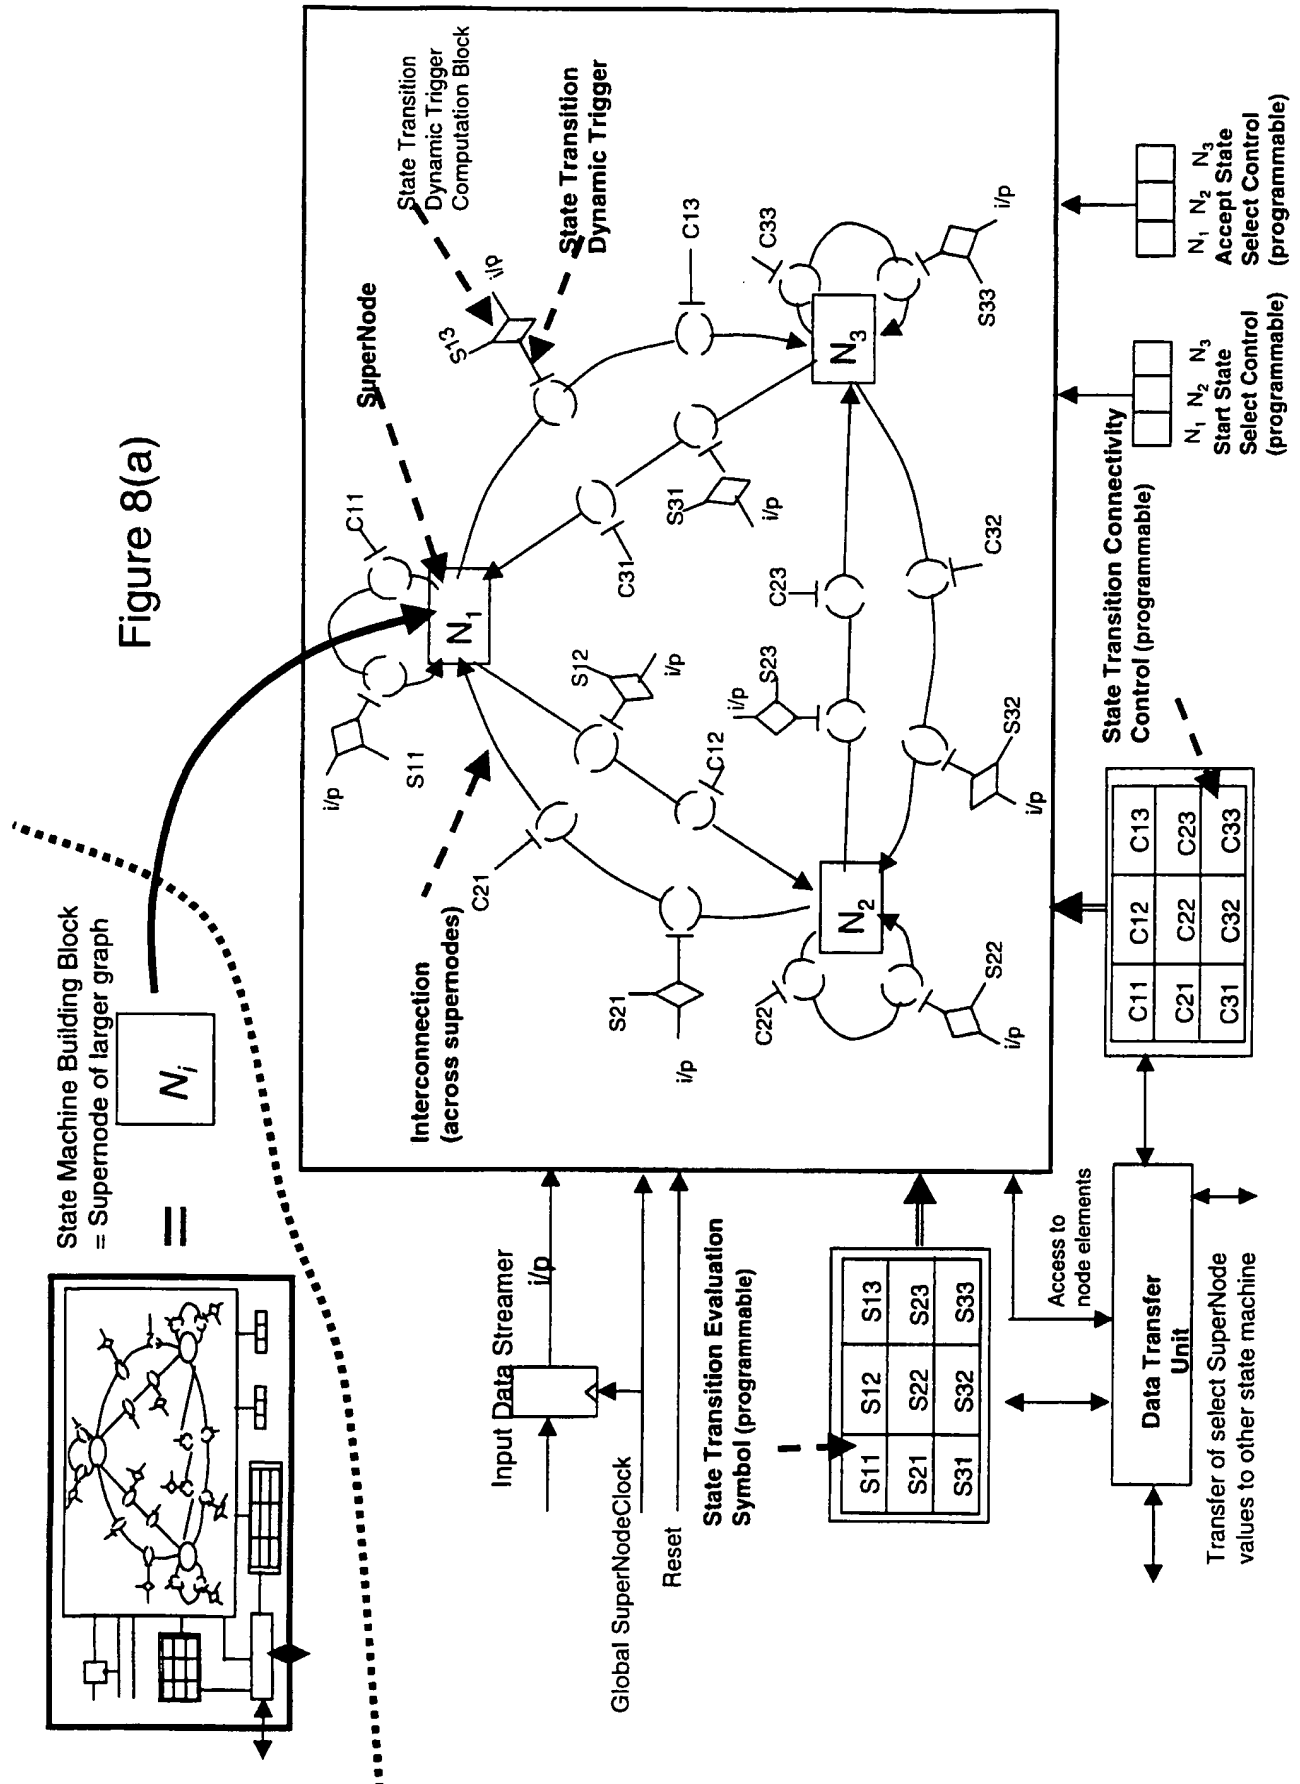 Figure 8(a)
State Machine Building Block
= Supernode of larger graph
=
Ni
SuperNode
State Transition
Dynamic Trigger
Computation Block
State Transition
Dynamic Trigger
Interconnection
(across supernodes)
N1
C11
i/p
S11
S13
i/p
C13
C21
S21
i/p
S12
i/p
C12
C31
S31
i/p
N2
C22
S22
i/p
i/p
S23
C23
N3
C33
S33
i/p
C32
S32
i/p
Input Data Streamer
i/p
Global SuperNodeClock
Reset
State Transition Evaluation
Symbol (programmable)
S11 S12 S13
S21 S22 S23
S31 S32 S33
Access to
node elements
Data Transfer
Unit
Transfer of select SuperNode
values to other state machine
State Transition Connectivity
Control (programmable)
C11 C12 C13
C21 C22 C23
C31 C32 C33
N1 N2 N3
Start State
Select Control
(programmable)
N1 N2 N3
Accept State
Select Control
(programmable)